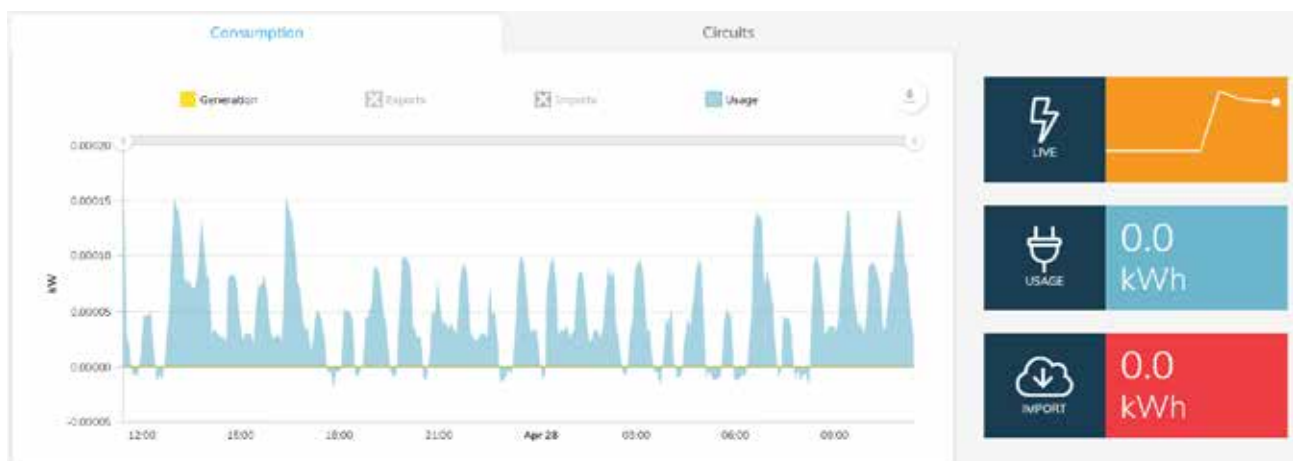 Consumption
Circuits
Generation
Exports
Imports
Usage
0.00020
0.00015
0.00010
0.00005
0.00000
-0.00005
kW
12:00
15:00
18:00
21:00
Apr 28
03:00
06:00
09:00
LIVE
USAGE
0.0
kWh
IMPORT
0.0
kWh